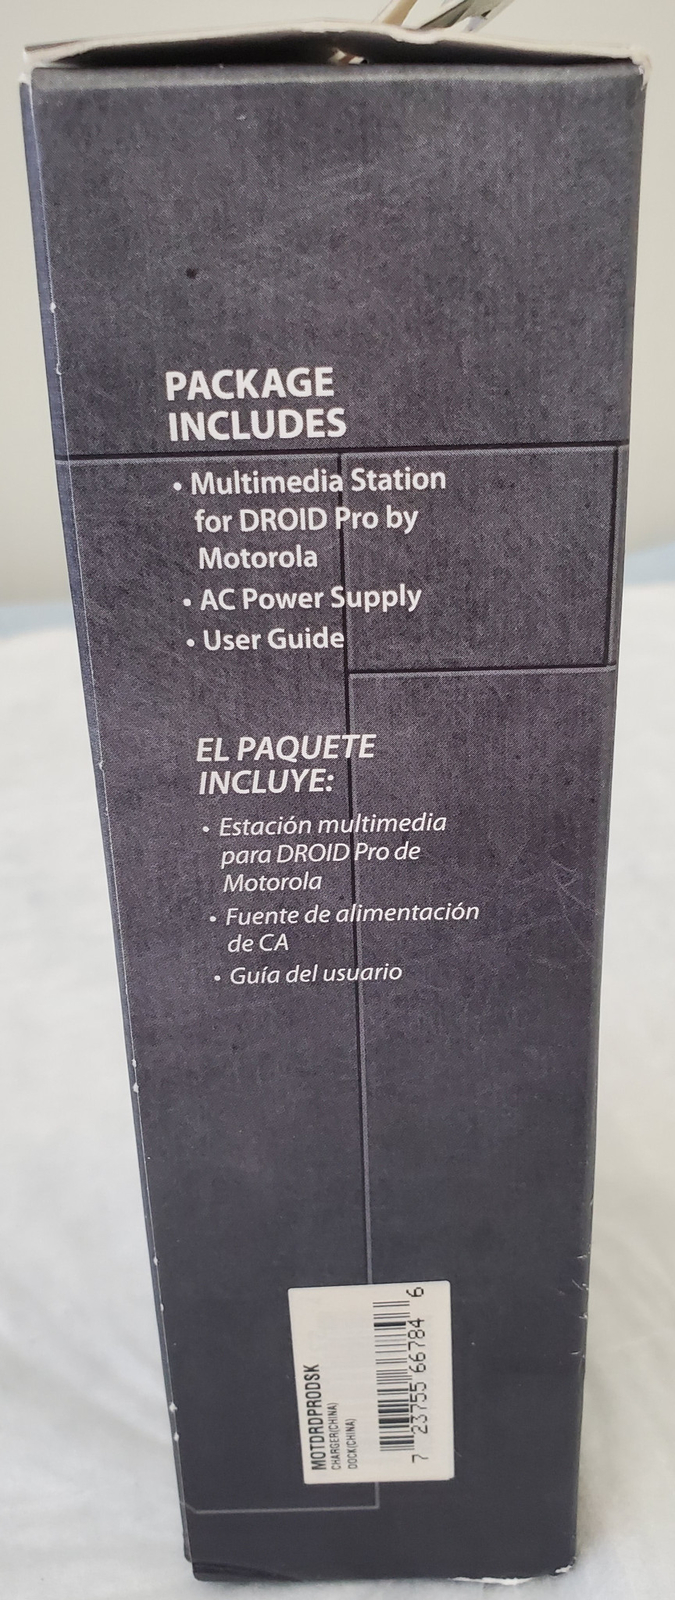 PACKAGE
INCLUDES
• Multimedia Station
for DROID Pro by
Motorola
• AC Power Supply
• User Guide
EL PAQUETE
INCLUYE:
• Estación multimedia
para DROID Pro de
Motorola
• Fuente de alimentación
de CA
• Guía del usuario
MOTDRDPRODSK
CHARGER(CHINA)
DOCK(CHINA)
7 23755 66784 6